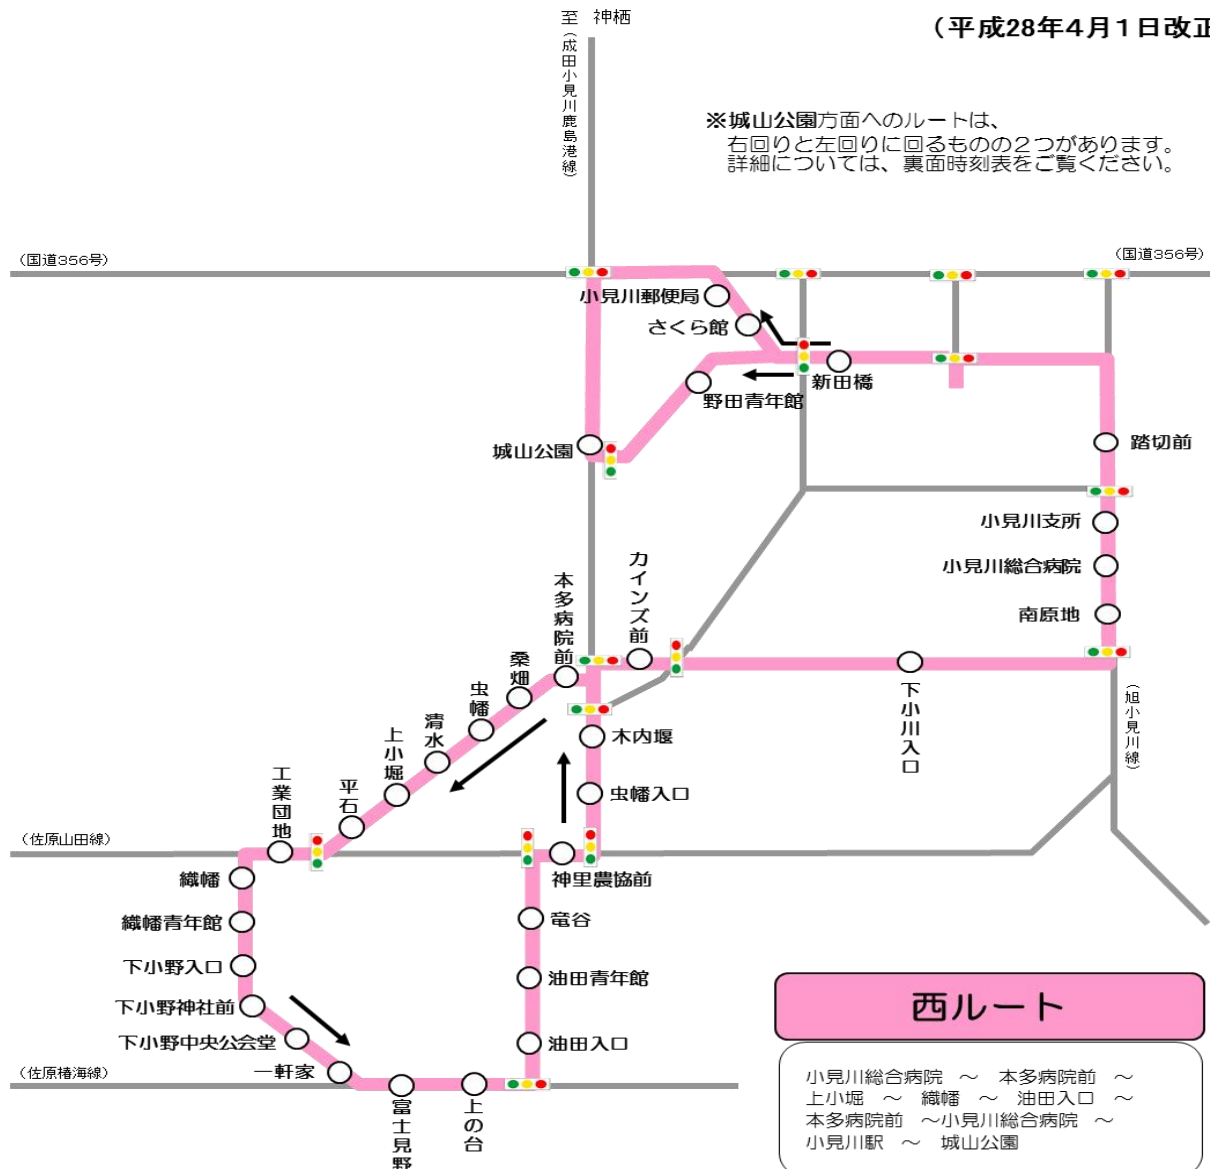 至 神栖
（成田小見川鹿島港線）
（平成28年4月1日改正
※城山公園方面へのルートは、
右回りと左回りに回るものの２つがあります。
詳細については、裏面時刻表をご覧ください。
（国道356号）
（国道356号）
小見川郵便局
さくら館
新田橋
野田青年館
城山公園
踏切前
小見川支所
小見川総合病院
南原地
カインズ前
本多病院前
桑畑
虫幡
清水
上小堀
平石
工業団地
下小川入口
（旭小見川線）
木内堰
虫幡入口
（佐原山田線）
神里農協前
織幡
織幡青年館
下小野入口
下小野神社前
下小野中央公会堂
一軒家
竜谷
油田青年館
油田入口
（佐原椿海線）
富士見野
上の台
西ルート
小見川総合病院 ～ 本多病院前 ～
上小堀 ～ 織幡 ～ 油田入口 ～
本多病院前 ～小見川総合病院 ～
小見川駅 ～ 城山公園